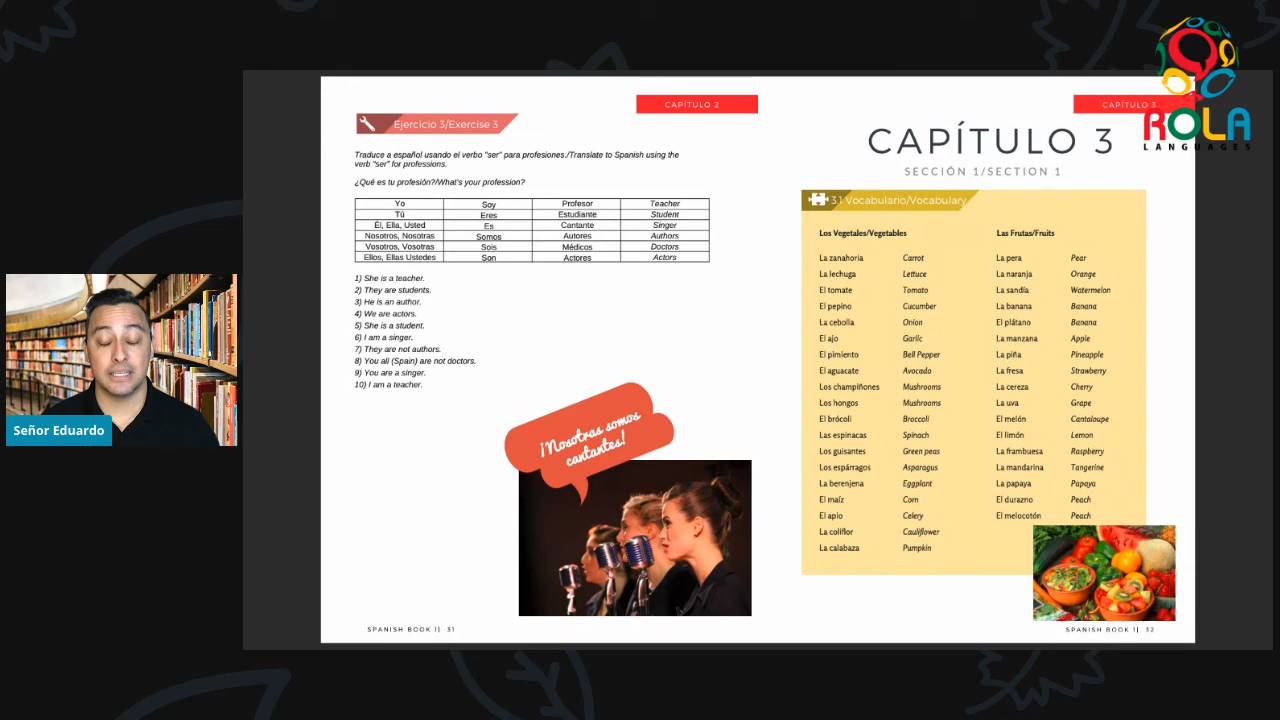 CAPÍTULO 2
Ejercicio 3/Exercise 3
Traduce a español usando el verbo "ser" para profesiones./Translate to Spanish using the
verb "ser" for professions.
¿Qué es tu profesión?/What's your profession?
Yo Soy Profesor Teacher
Tú Eres Estudiante Student
Él, Ella, Usted Es Cantante Singer
Nosotros, Nosotras Somos Autores Authors
Vosotros, Vosotras Sois Médicos Doctors
Ellos, Ellas Ustedes Son Actores Actors
1) She is a teacher.
2) They are students.
3) He is an author.
4) We are actors.
5) She is a student.
6) I am a singer.
7) They are not authors.
8) You all (Spain) are not doctors.
9) You are a singer.
10) I am a teacher.
¡Nosotras somos
cantantes!
SPANISH BOOK 1| 31
CAPÍTULO 3
CAPÍTULO 3
SECCIÓN 1/SECTION 1
3.1 Vocabulario/Vocabulary
Los Vegetales/Vegetables
La zanahoria Carrot
La lechuga Lettuce
El tomate Tomato
El pepino Cucumber
La cebolla Onion
El ajo Garlic
El pimiento Bell Pepper
El aguacate Avocado
Los champiñones Mushrooms
Los hongos Mushrooms
El brócoli Broccoli
Las espinacas Spinach
Los guisantes Green peas
Los espárragos Asparagus
La berenjena Eggplant
El maíz Corn
El apio Celery
La coliflor Cauliflower
La calabaza Pumpkin
Las Frutas/Fruits
La pera Pear
La naranja Orange
La sandía Watermelon
La banana Banana
El plátano Banana
La manzana Apple
La piña Pineapple
La fresa Strawberry
La cereza Cherry
La uva Grape
El melón Cantaloupe
El limón Lemon
La frambuesa Raspberry
La mandarina Tangerine
La papaya Papaya
El durazno Peach
El melocotón Peach
SPANISH BOOK 1| 32
ROLA
LANGUAGES
Señor Eduardo